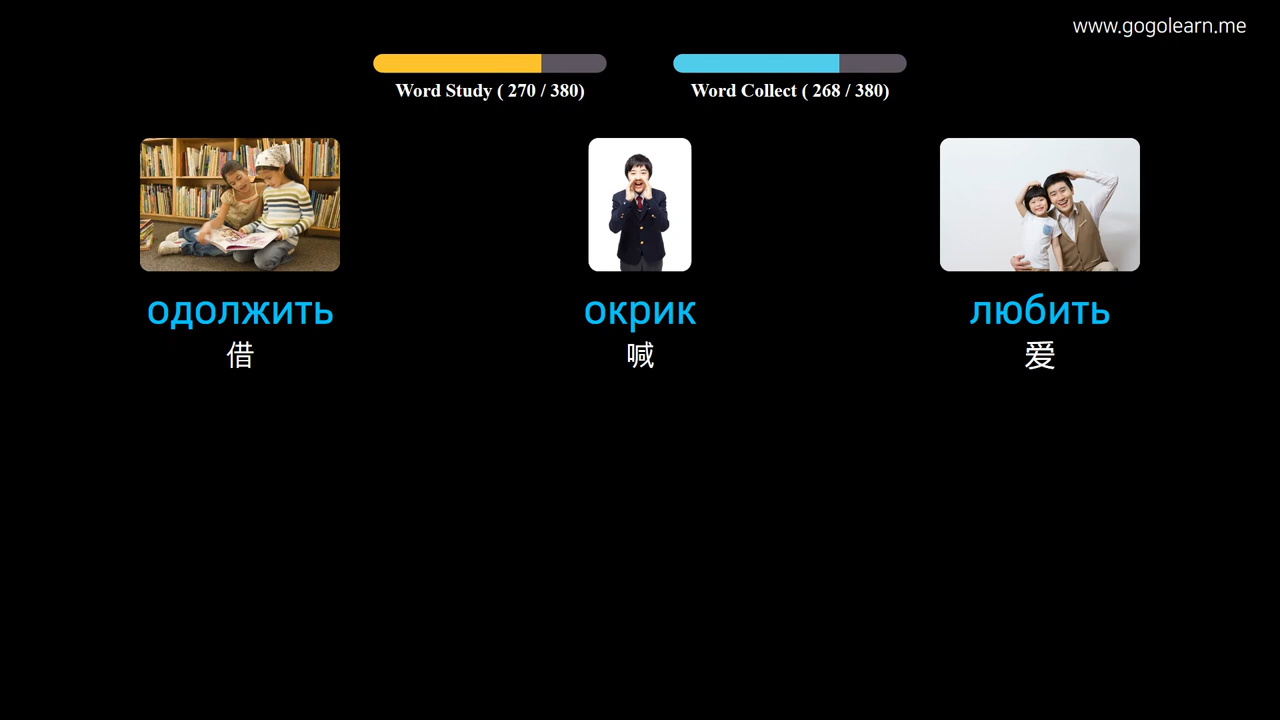 www.gogolearn.me
Word Study ( 270 / 380)
Word Collect ( 268 / 380)
одолжить
借
окрик
喊
любить
爱